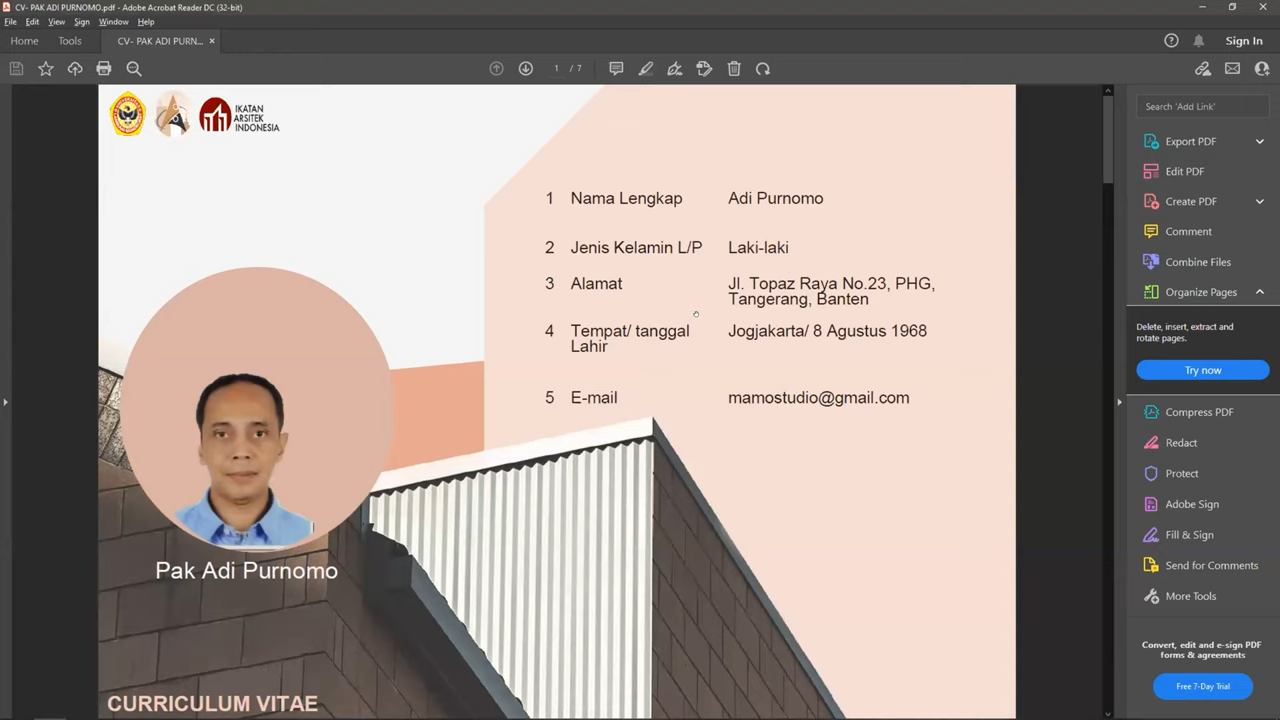 CV- PAK ADI PURNOMO.pdf - Adobe Acrobat Reader DC (32-bit)
File Edit View Sign Window Help
Home Tools CV- PAK ADI PURN... × Sign In
1 / 7
IKATAN
ARSITEK
INDONESIA
1 Nama Lengkap Adi Purnomo
2 Jenis Kelamin L/P Laki-laki
3 Alamat Jl. Topaz Raya No.23, PHG,
Tangerang, Banten
4 Tempat/ tanggal Jogjakarta/ 8 Agustus 1968
Lahir
5 E-mail mamostudio@gmail.com
Pak Adi Purnomo
CURRICULUM VITAE
Search 'Add Link'
Export PDF
Edit PDF
Create PDF
Comment
Combine Files
Organize Pages
Delete, insert, extract and
rotate pages.
Try now
Compress PDF
Redact
Protect
Adobe Sign
Fill & Sign
Send for Comments
More Tools
Convert, edit and e-sign PDF
forms & agreements
Free 7-Day Trial